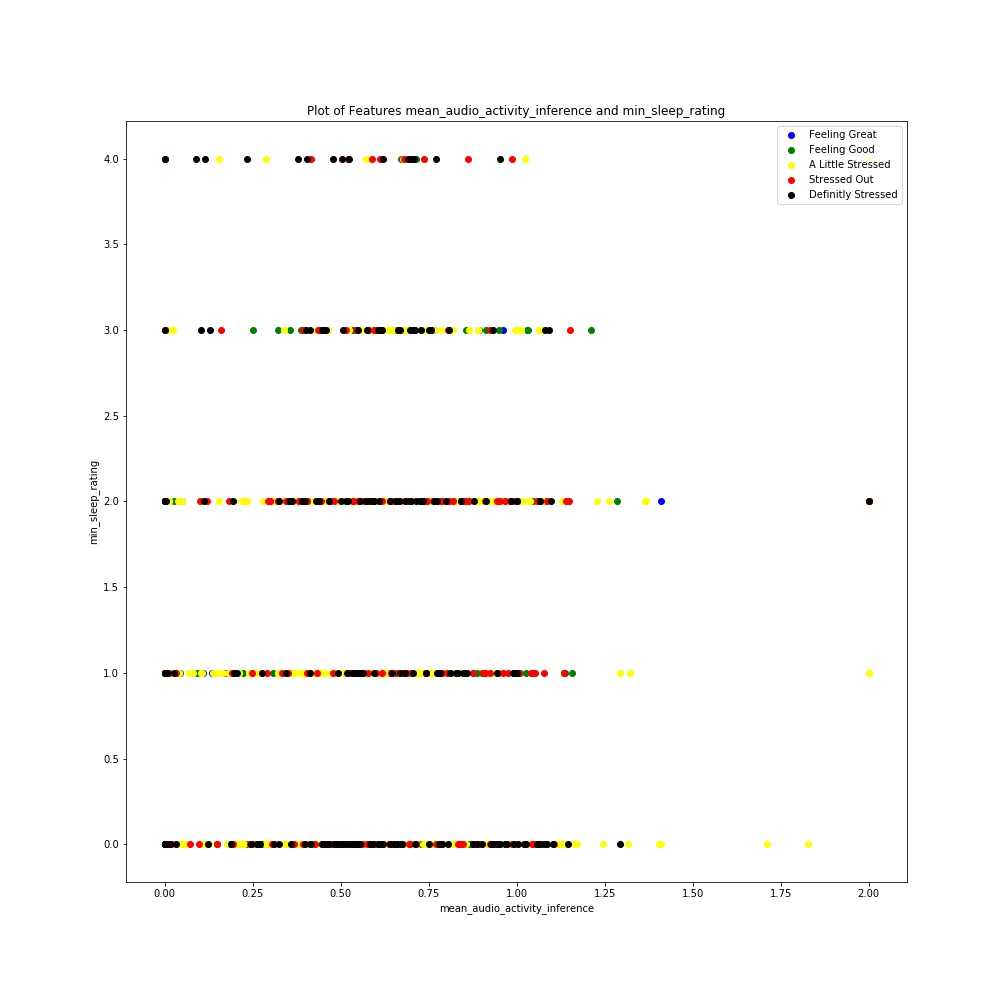 Plot of Features mean_audio_activity_inference and min_sleep_rating
Feeling Great
Feeling Good
A Little Stressed
Stressed Out
Definitly Stressed
4.0
3.5
3.0
2.5
2.0
1.5
1.0
0.5
0.0
min_sleep_rating
0.00 0.25 0.50 0.75 1.00 1.25 1.50 1.75 2.00
mean_audio_activity_inference